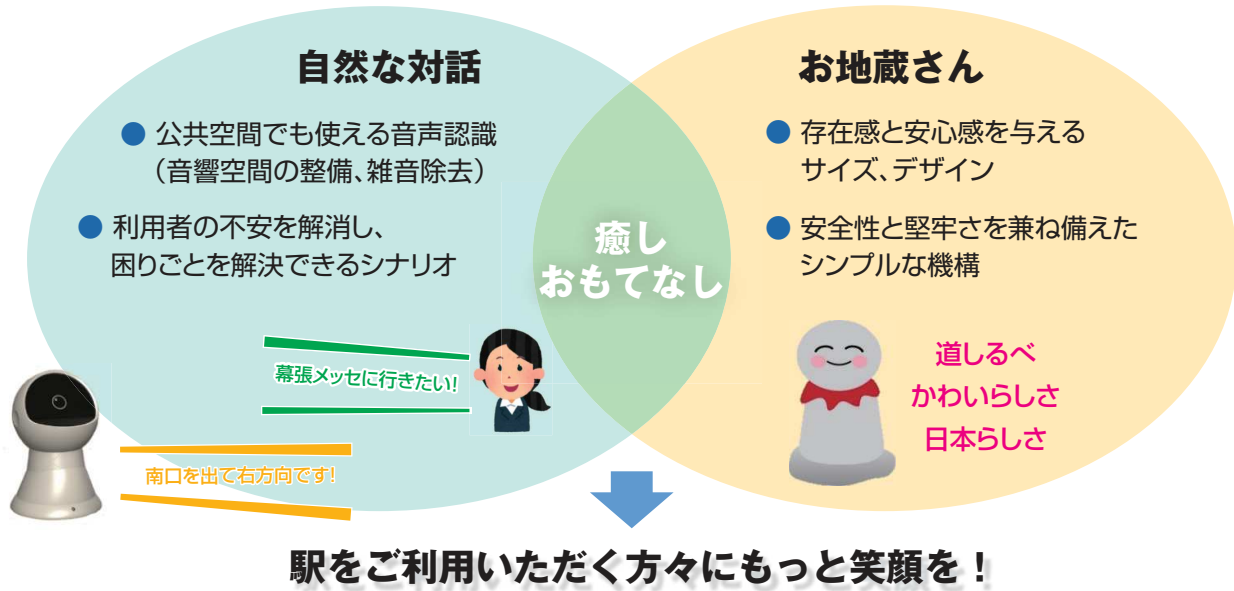 自然な対話
● 公共空間でも使える音声認識
（音響空間の整備、雑音除去）
● 利用者の不安を解消し、
困りごとを解決できるシナリオ
幕張メッセに行きたい!
南口を出て右方向です!
癒し
おもてなし
お地蔵さん
● 存在感と安心感を与える
サイズ、デザイン
● 安全性と堅牢さを兼ね備えた
シンプルな機構
道しるべ
かわいらしさ
日本らしさ
駅をご利用いただく方々にもっと笑顔を！